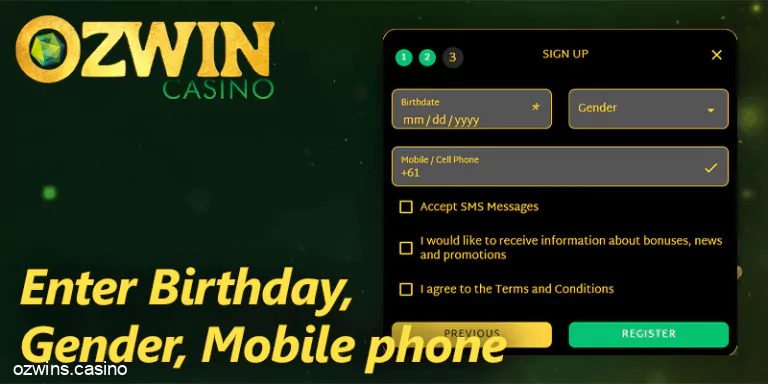 OZWIN
CASINO
1 2 3
SIGN UP
Birthdate
mm / dd / yyyy *
Gender
Mobile / Cell Phone
+61
Accept SMS Messages
I would like to receive information about bonuses, news
and promotions
I agree to the Terms and Conditions
PREVIOUS
REGISTER
Enter Birthday,
Gender, Mobile phone
ozwins.casino